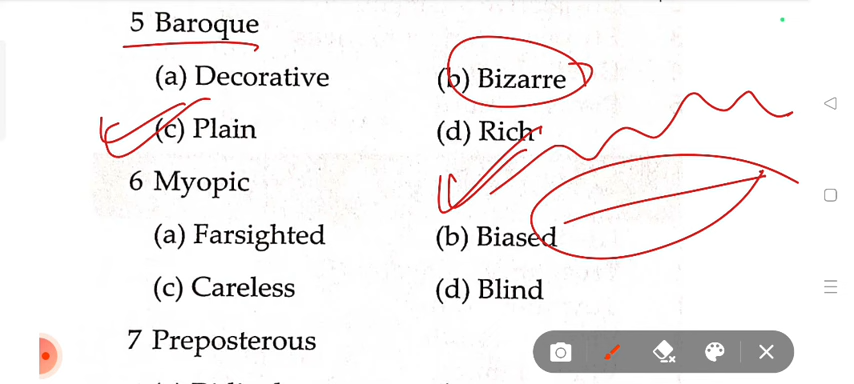 5 Baroque
(a) Decorative (b) Bizarre
(c) Plain (d) Rich
6 Myopic
(a) Farsighted (b) Biased
(c) Careless (d) Blind
7 Preposterous